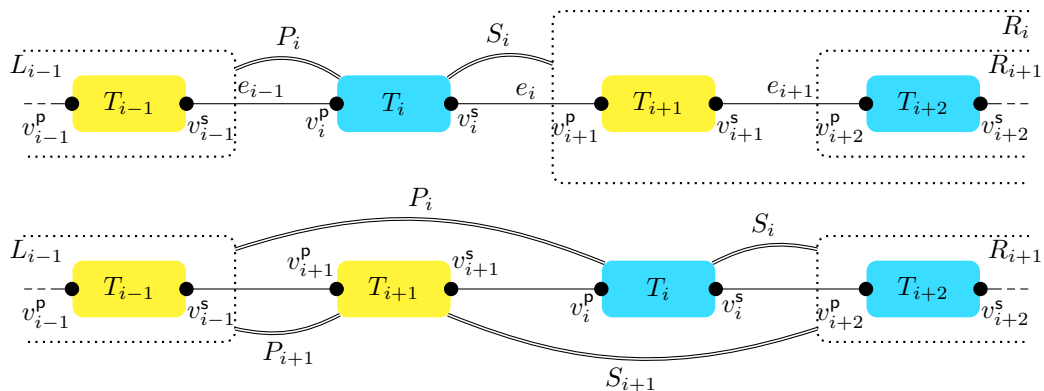 P_i S_i R_i
L_{i-1} R_{i+1}
T_{i-1} e_{i-1} T_i e_i T_{i+1} e_{i+1} T_{i+2}
v^p_{i-1} v^s_{i-1} v^p_i v^s_i v^p_{i+1} v^s_{i+1} v^p_{i+2} v^s_{i+2}
P_i S_i
L_{i-1} v^p_{i+1} v^s_{i+1} R_{i+1}
T_{i-1} T_{i+1} T_i T_{i+2}
v^p_{i-1} v^s_{i-1} v^p_i v^s_i v^p_{i+2} v^s_{i+2}
P_{i+1} S_{i+1}